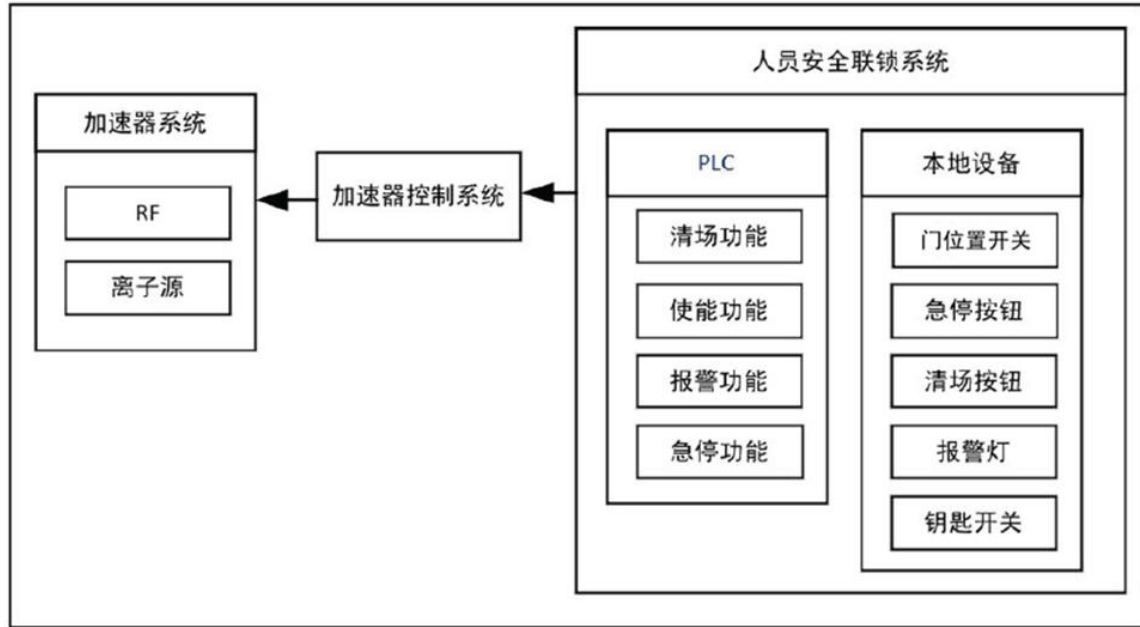 加速器系统
RF
离子源
加速器控制系统
人员安全联锁系统
PLC
清场功能
使能功能
报警功能
急停功能
本地设备
门位置开关
急停按钮
清场按钮
报警灯
钥匙开关